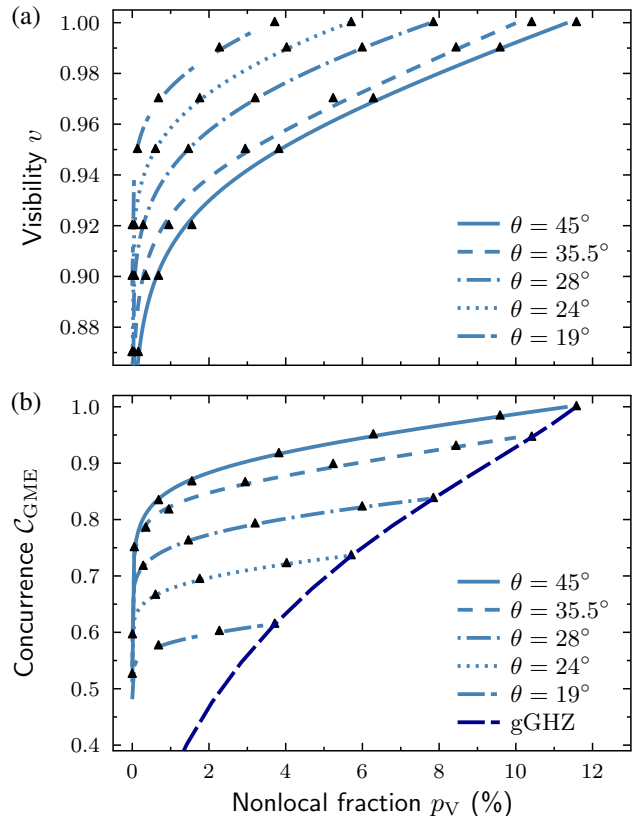 (a)
1.00
0.98
0.96
0.94
0.92
0.90
0.88
Visibility v
θ = 45°
θ = 35.5°
θ = 28°
θ = 24°
θ = 19°
(b)
1.0
0.9
0.8
0.7
0.6
0.5
0.4
Concurrence C_GME
θ = 45°
θ = 35.5°
θ = 28°
θ = 24°
θ = 19°
gGHZ
0 2 4 6 8 10 12
Nonlocal fraction p_V (%)